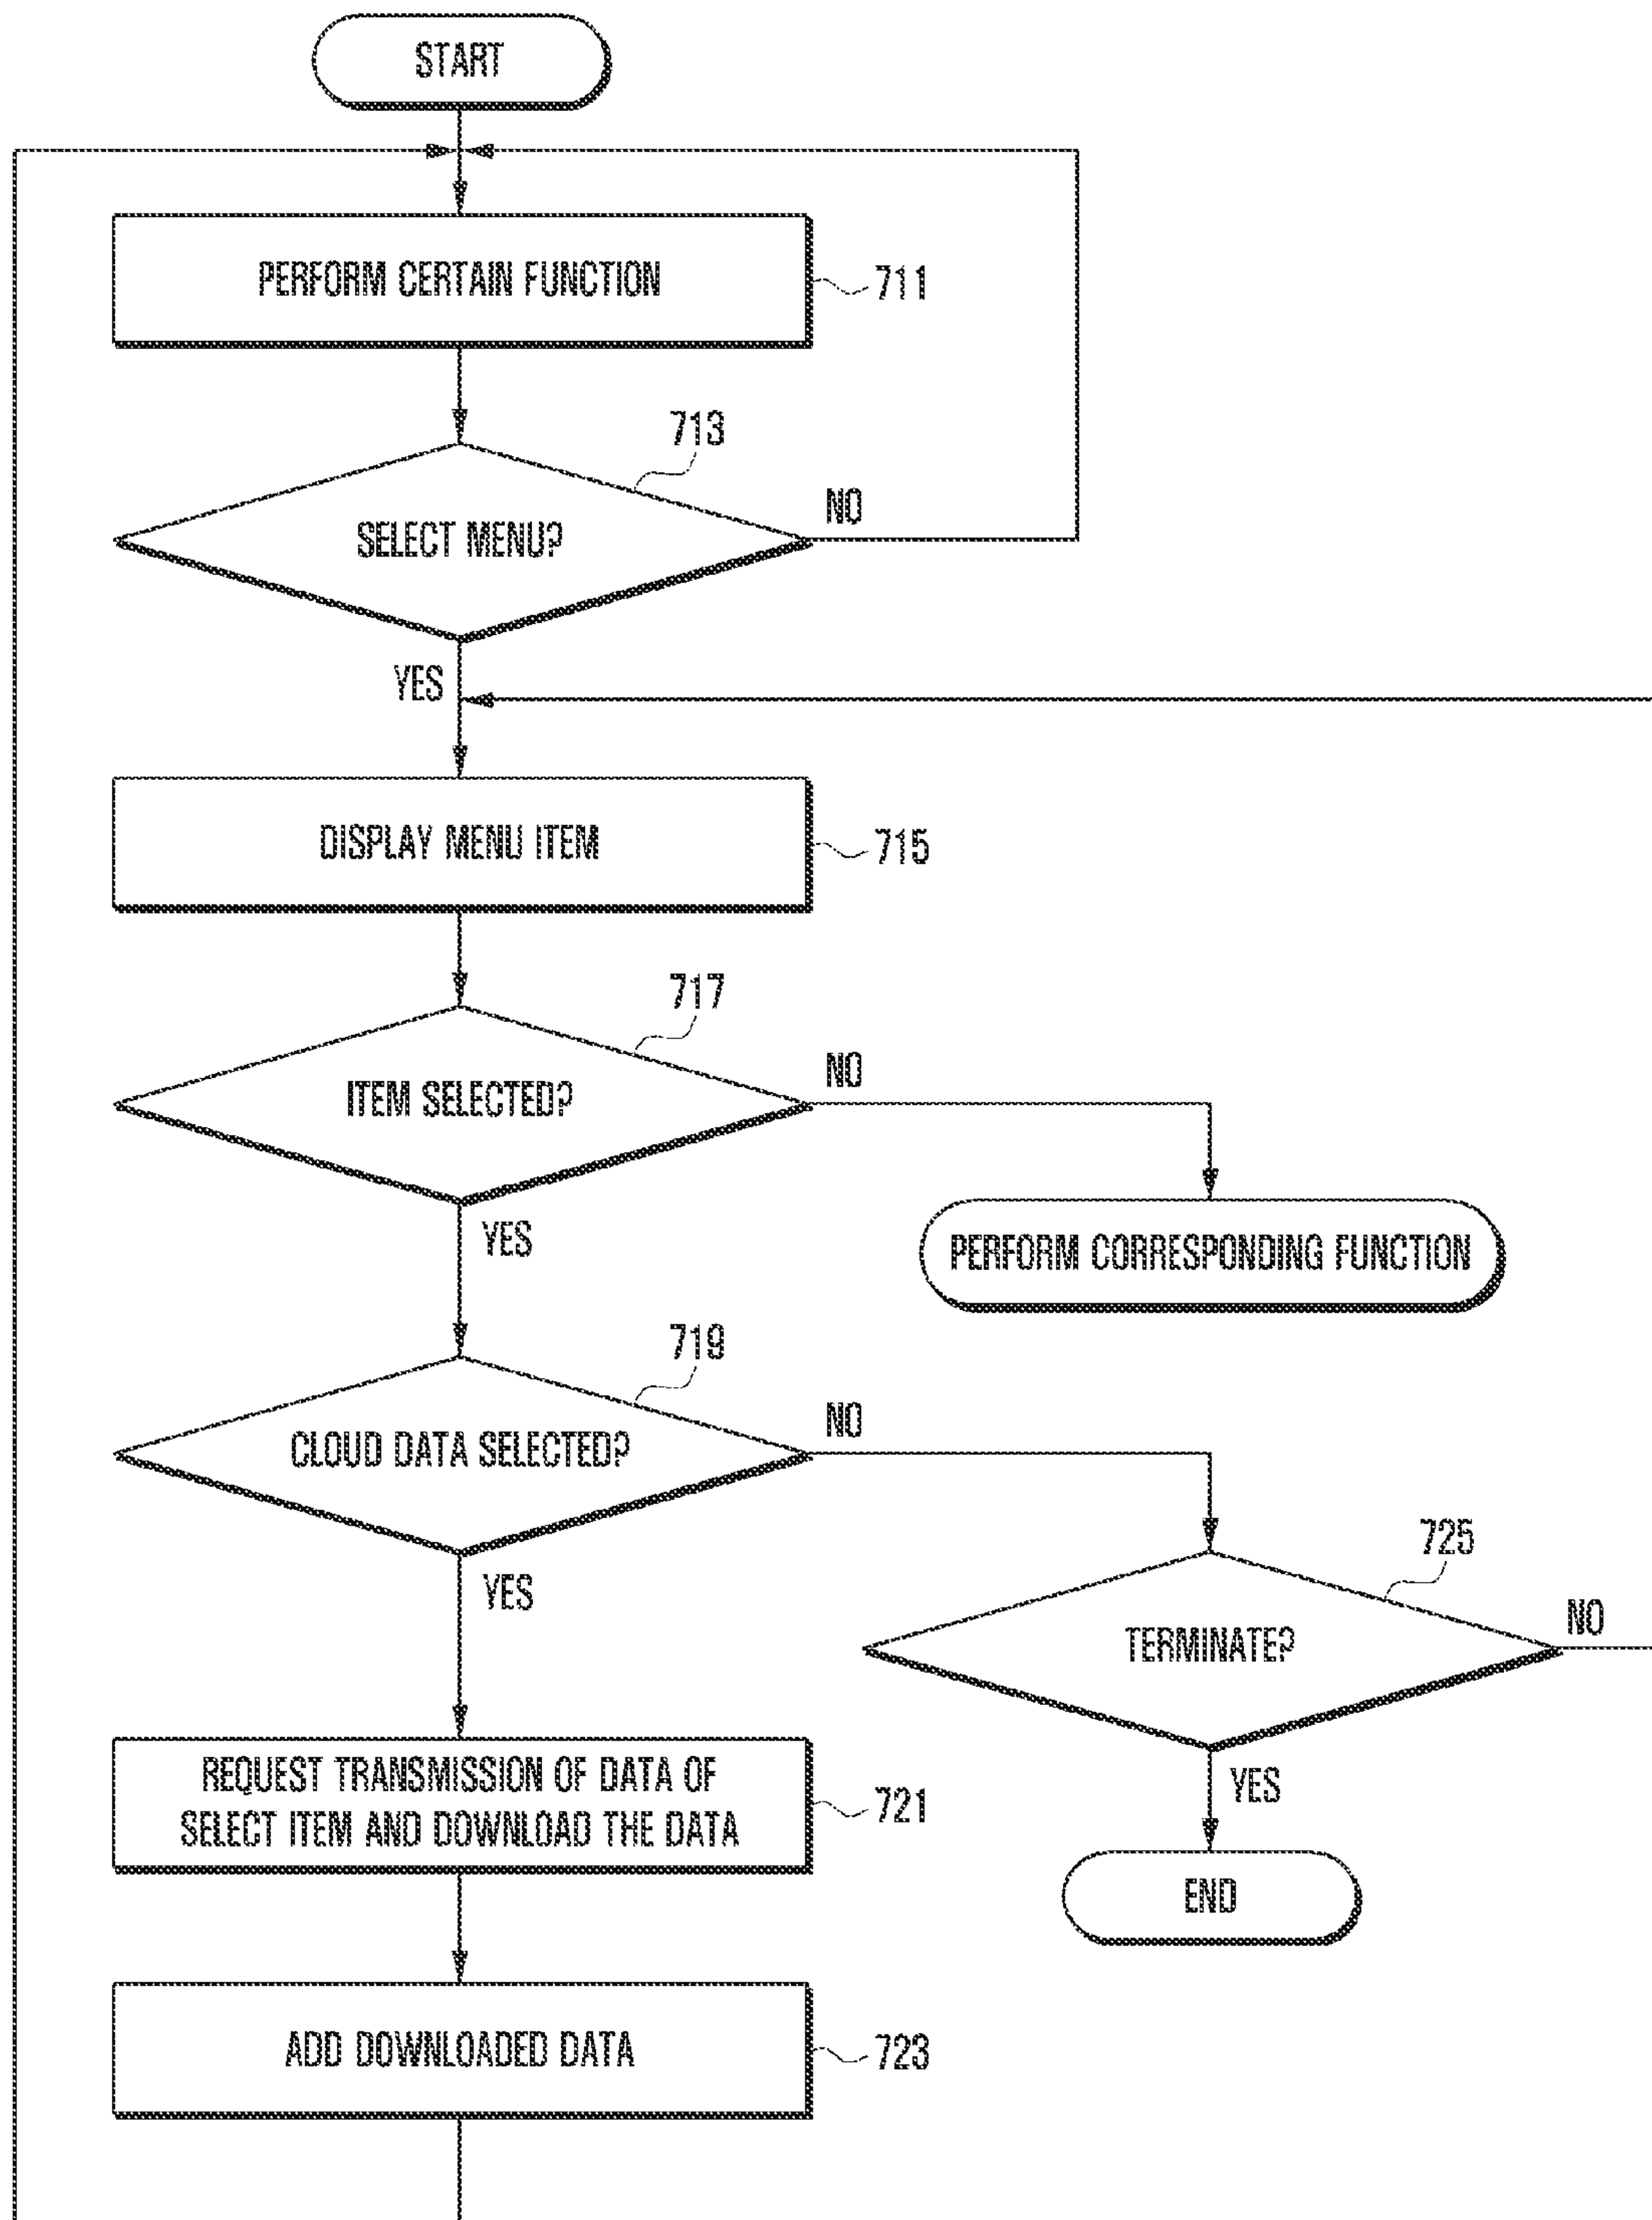 START
PERFORM CERTAIN FUNCTION
711
713
SELECT MENU?
NO
YES
DISPLAY MENU ITEM
715
717
ITEM SELECTED?
NO
YES
PERFORM CORRESPONDING FUNCTION
719
CLOUD DATA SELECTED?
NO
YES
725
TERMINATE?
NO
YES
REQUEST TRANSMISSION OF DATA OF
SELECT ITEM AND DOWNLOAD THE DATA
721
END
ADD DOWNLOADED DATA
723